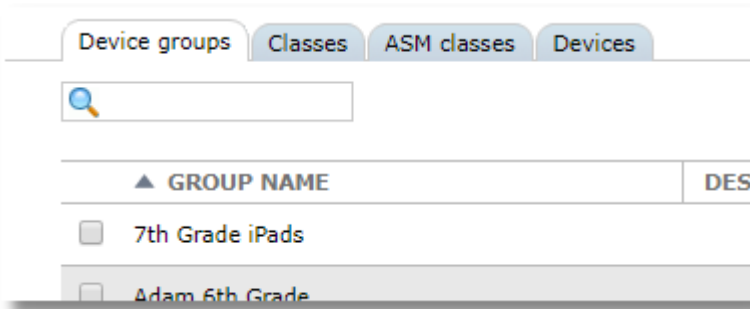 Device groups Classes ASM classes Devices
GROUP NAME DES
7th Grade iPads
Adam 6th Grade